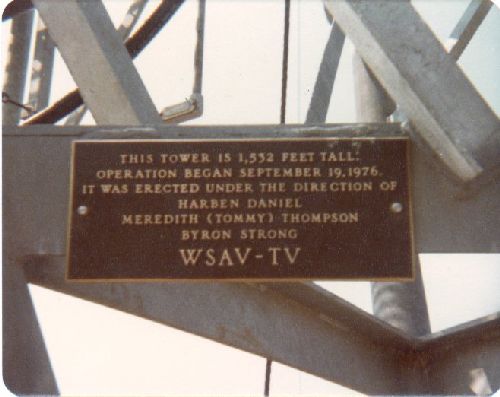 THIS TOWER IS 1,532 FEET TALL.
OPERATION BEGAN SEPTEMBER 19, 1976.
IT WAS ERECTED UNDER THE DIRECTION OF
HARBEN DANIEL
MEREDITH (TOMMY) THOMPSON
BYRON STRONG
WSAV-TV